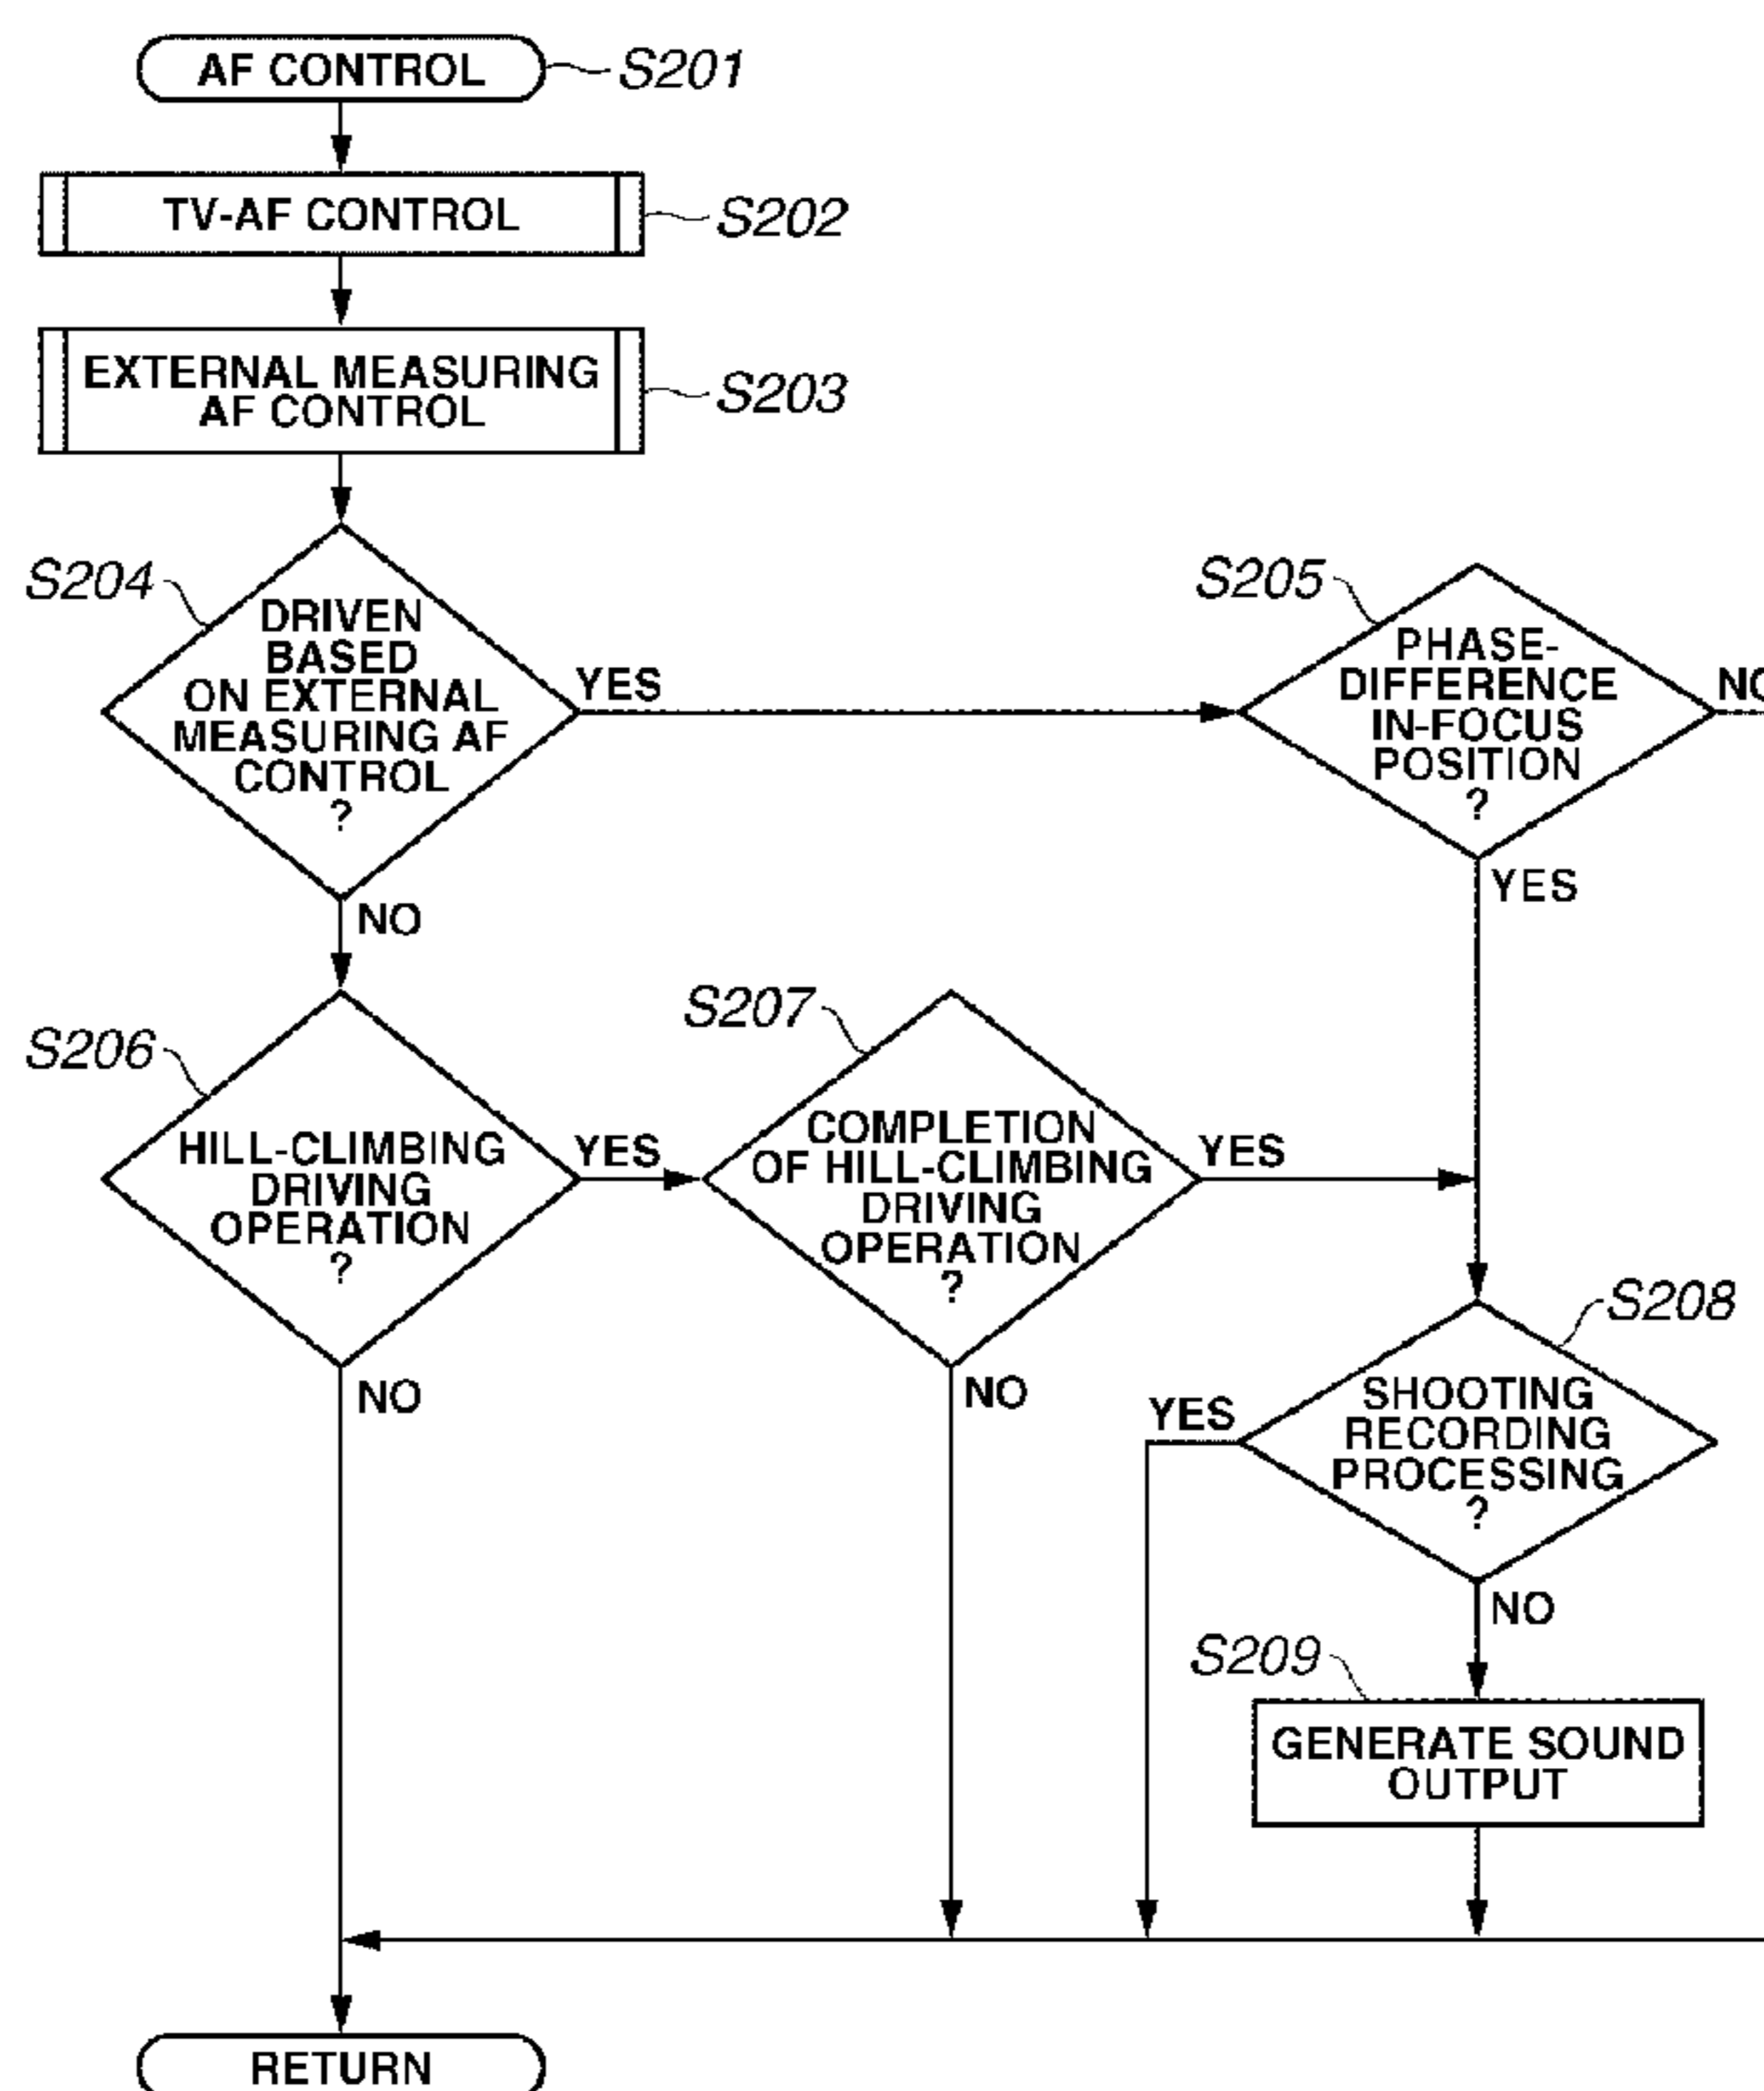 AF CONTROL
S201
TV-AF CONTROL
S202
EXTERNAL MEASURING
AF CONTROL
S203
S204
DRIVEN
BASED
ON EXTERNAL
MEASURING AF
CONTROL
?
YES
NO
S205
PHASE-
DIFFERENCE
IN-FOCUS
POSITION
?
NO
YES
S206
HILL-CLIMBING
DRIVING
OPERATION
?
YES
NO
S207
COMPLETION
OF HILL-CLIMBING
DRIVING
OPERATION
?
YES
NO
S208
SHOOTING
RECORDING
PROCESSING
?
YES
NO
S209
GENERATE SOUND
OUTPUT
RETURN